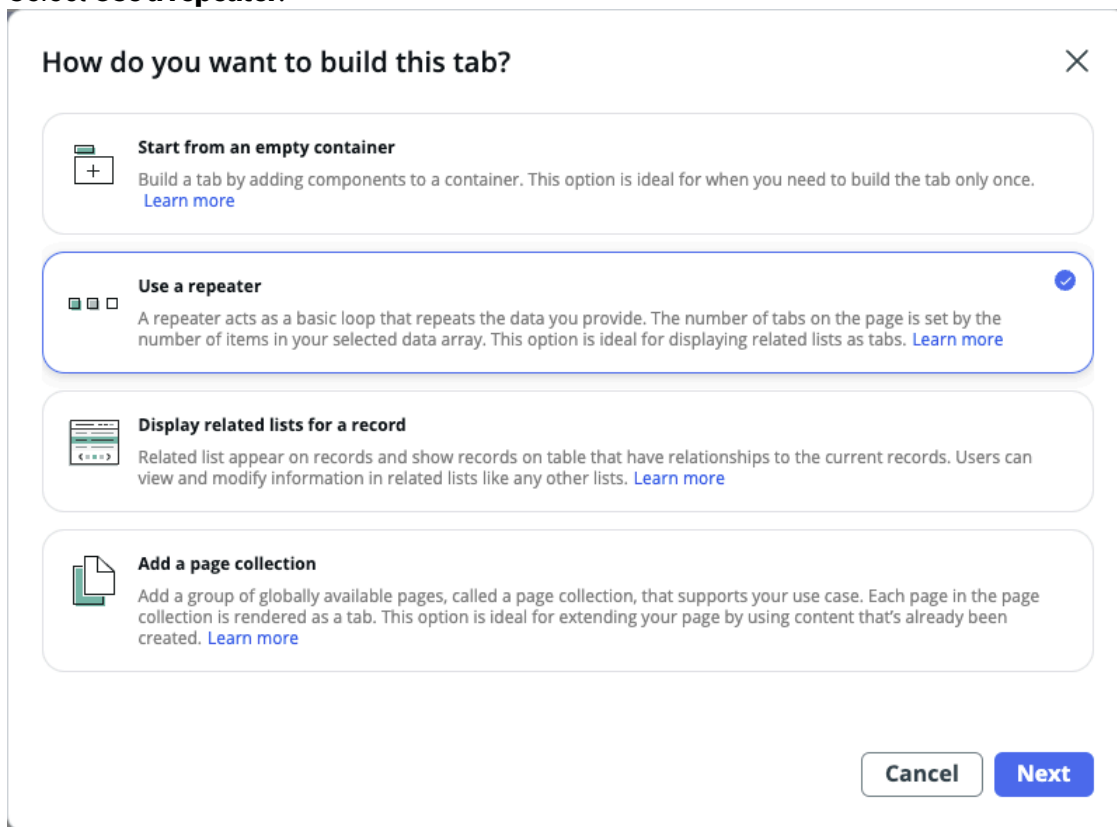 Select Use a repeater.
How do you want to build this tab?
Start from an empty container
Build a tab by adding components to a container. This option is ideal for when you need to build the tab only once.
Learn more
Use a repeater
A repeater acts as a basic loop that repeats the data you provide. The number of tabs on the page is set by the
number of items in your selected data array. This option is ideal for displaying related lists as tabs. Learn more
Display related lists for a record
Related list appear on records and show records on table that have relationships to the current records. Users can
view and modify information in related lists like any other lists. Learn more
Add a page collection
Add a group of globally available pages, called a page collection, that supports your use case. Each page in the page
collection is rendered as a tab. This option is ideal for extending your page by using content that’s already been
created. Learn more
Cancel
Next